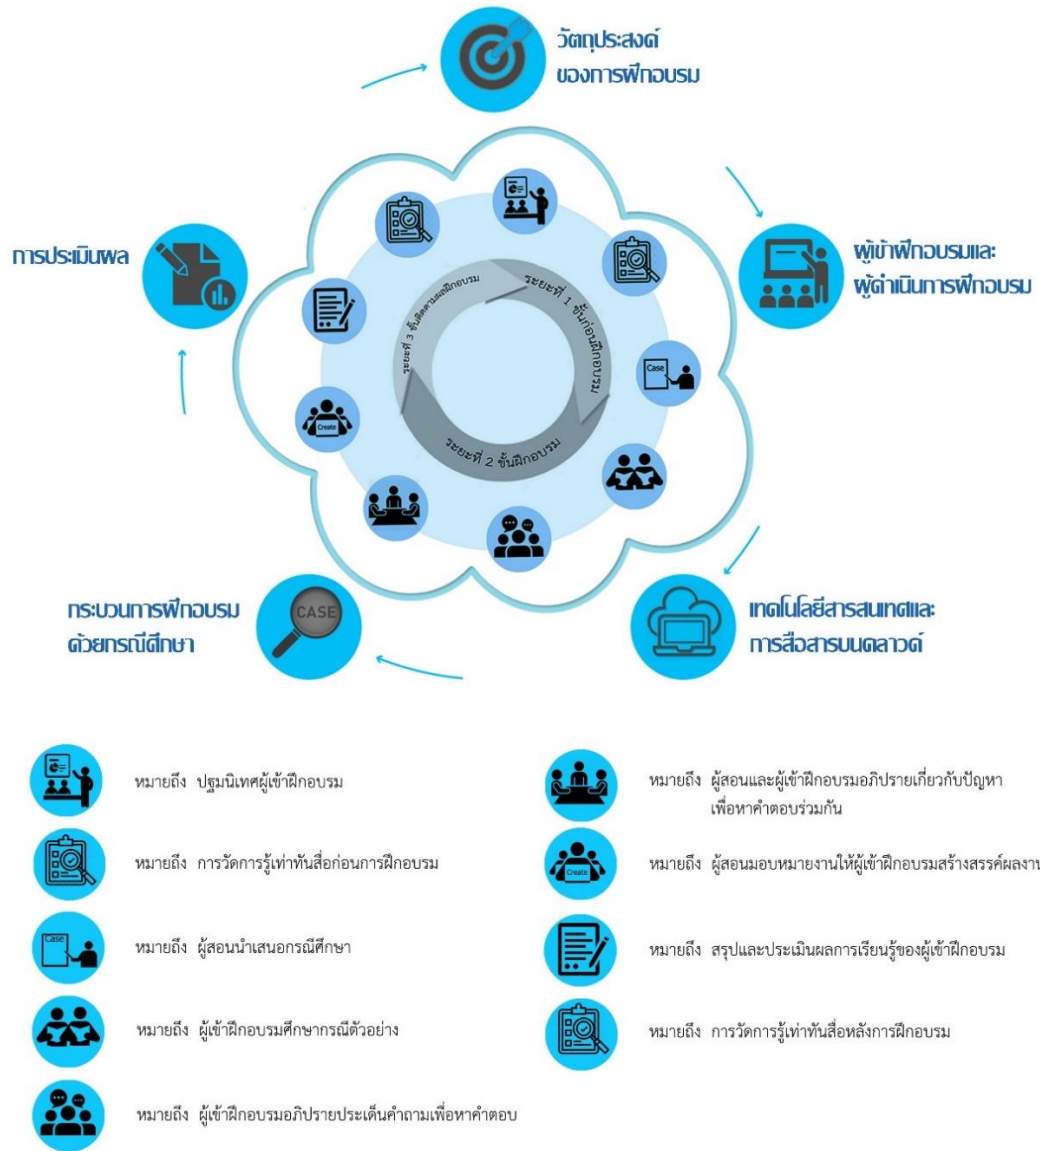 วัตถุประสงค์
ของการฝึกอบรม
การประเมินผล
ผู้เข้าฝึกอบรมและ
ผู้ดำเนินการฝึกอบรม
ระยะที่ 3 ขั้นติดตามผลฝึกอบรม
ระยะที่ 1 ขั้นก่อนฝึกอบรม
Case
Create
ระยะที่ 2 ขั้นฝึกอบรม
กระบวนการฝึกอบรม
ด้วยกรณีศึกษา
CASE
เทคโนโลยีสารสนเทศและ
การสื่อสารบนคลาวด์
หมายถึง ปฐมนิเทศผู้เข้าฝึกอบรม
หมายถึง การวัดการรู้เท่าทันสื่อก่อนการฝึกอบรม
Case
หมายถึง ผู้สอนนำเสนอกรณีศึกษา
หมายถึง ผู้เข้าฝึกอบรมศึกษากรณีตัวอย่าง
หมายถึง ผู้เข้าฝึกอบรมอภิปรายประเด็นคำถามเพื่อหาคำตอบ
หมายถึง ผู้สอนและผู้เข้าฝึกอบรมอภิปรายเกี่ยวกับปัญหา
เพื่อหาคำตอบร่วมกัน
Create
หมายถึง ผู้สอนมอบหมายงานให้ผู้เข้าฝึกอบรมสร้างสรรค์ผลงาน
หมายถึง สรุปและประเมินผลการเรียนรู้ของผู้เข้าฝึกอบรม
หมายถึง การวัดการรู้เท่าทันสื่อหลังการฝึกอบรม